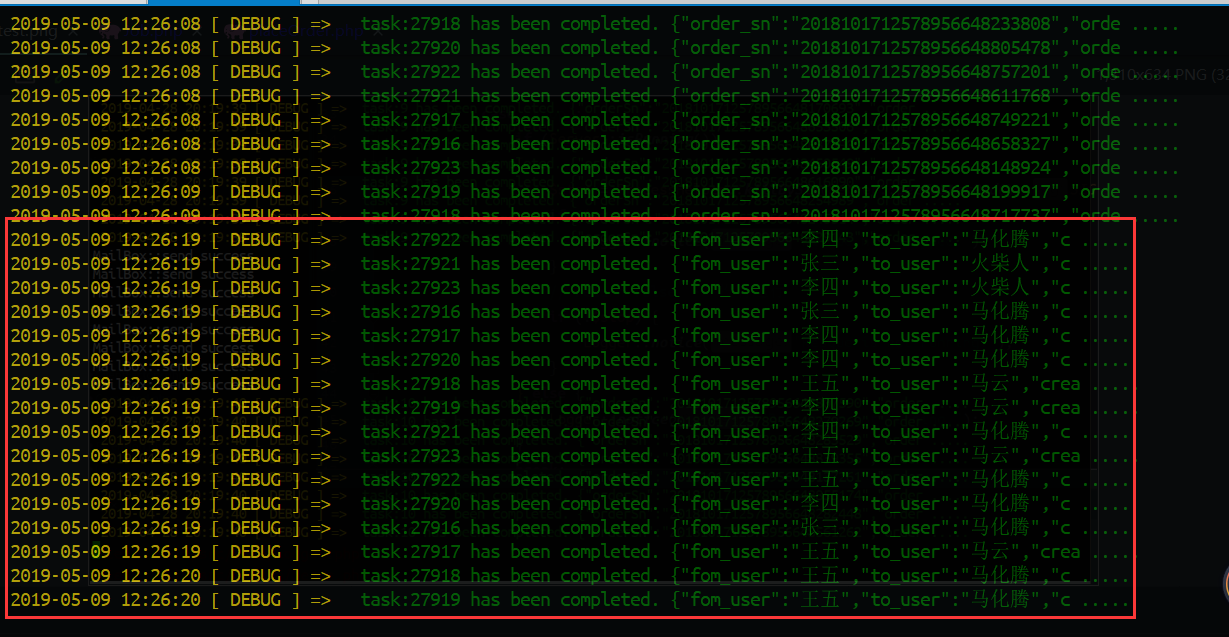 2019-05-09 12:26:08 [ DEBUG ] => task:27918 has been completed. {"order_sn":"2018101712578956648233808","orde .....
2019-05-09 12:26:08 [ DEBUG ] => task:27920 has been completed. {"order_sn":"2018101712578956648805478","orde .....
2019-05-09 12:26:08 [ DEBUG ] => task:27922 has been completed. {"order_sn":"2018101712578956648757201","orde .....
2019-05-09 12:26:08 [ DEBUG ] => task:27921 has been completed. {"order_sn":"2018101712578956648611768","orde .....
2019-05-09 12:26:08 [ DEBUG ] => task:27917 has been completed. {"order_sn":"2018101712578956648749221","orde .....
2019-05-09 12:26:08 [ DEBUG ] => task:27916 has been completed. {"order_sn":"2018101712578956648658327","orde .....
2019-05-09 12:26:08 [ DEBUG ] => task:27923 has been completed. {"order_sn":"2018101712578956648148924","orde .....
2019-05-09 12:26:09 [ DEBUG ] => task:27919 has been completed. {"order_sn":"2018101712578956648199917","orde .....
2019-05-09 12:26:09 [ DEBUG ] => task:27918 has been completed. {"order_sn":"2018101712578956648717737","orde .....
2019-05-09 12:26:19 [ DEBUG ] => task:27922 has been completed. {"fom_user":"李四","to_user":"马化腾","c .....
2019-05-09 12:26:19 [ DEBUG ] => task:27921 has been completed. {"fom_user":"张三","to_user":"火柴人","c .....
2019-05-09 12:26:19 [ DEBUG ] => task:27923 has been completed. {"fom_user":"李四","to_user":"火柴人","c .....
2019-05-09 12:26:19 [ DEBUG ] => task:27916 has been completed. {"fom_user":"张三","to_user":"马化腾","c .....
2019-05-09 12:26:19 [ DEBUG ] => task:27917 has been completed. {"fom_user":"李四","to_user":"马化腾","c .....
2019-05-09 12:26:19 [ DEBUG ] => task:27920 has been completed. {"fom_user":"李四","to_user":"马化腾","c .....
2019-05-09 12:26:19 [ DEBUG ] => task:27918 has been completed. {"fom_user":"王五","to_user":"马云","crea .....
2019-05-09 12:26:19 [ DEBUG ] => task:27919 has been completed. {"fom_user":"李四","to_user":"马云","crea .....
2019-05-09 12:26:19 [ DEBUG ] => task:27921 has been completed. {"fom_user":"李四","to_user":"马化腾","c .....
2019-05-09 12:26:19 [ DEBUG ] => task:27923 has been completed. {"fom_user":"王五","to_user":"马云","crea .....
2019-05-09 12:26:19 [ DEBUG ] => task:27922 has been completed. {"fom_user":"王五","to_user":"马化腾","c .....
2019-05-09 12:26:19 [ DEBUG ] => task:27920 has been completed. {"fom_user":"李四","to_user":"马化腾","c .....
2019-05-09 12:26:19 [ DEBUG ] => task:27916 has been completed. {"fom_user":"张三","to_user":"马化腾","c .....
2019-05-09 12:26:19 [ DEBUG ] => task:27917 has been completed. {"fom_user":"王五","to_user":"马云","crea .....
2019-05-09 12:26:20 [ DEBUG ] => task:27918 has been completed. {"fom_user":"王五","to_user":"马化腾","c .....
2019-05-09 12:26:20 [ DEBUG ] => task:27919 has been completed. {"fom_user":"王五","to_user":"马化腾","c .....